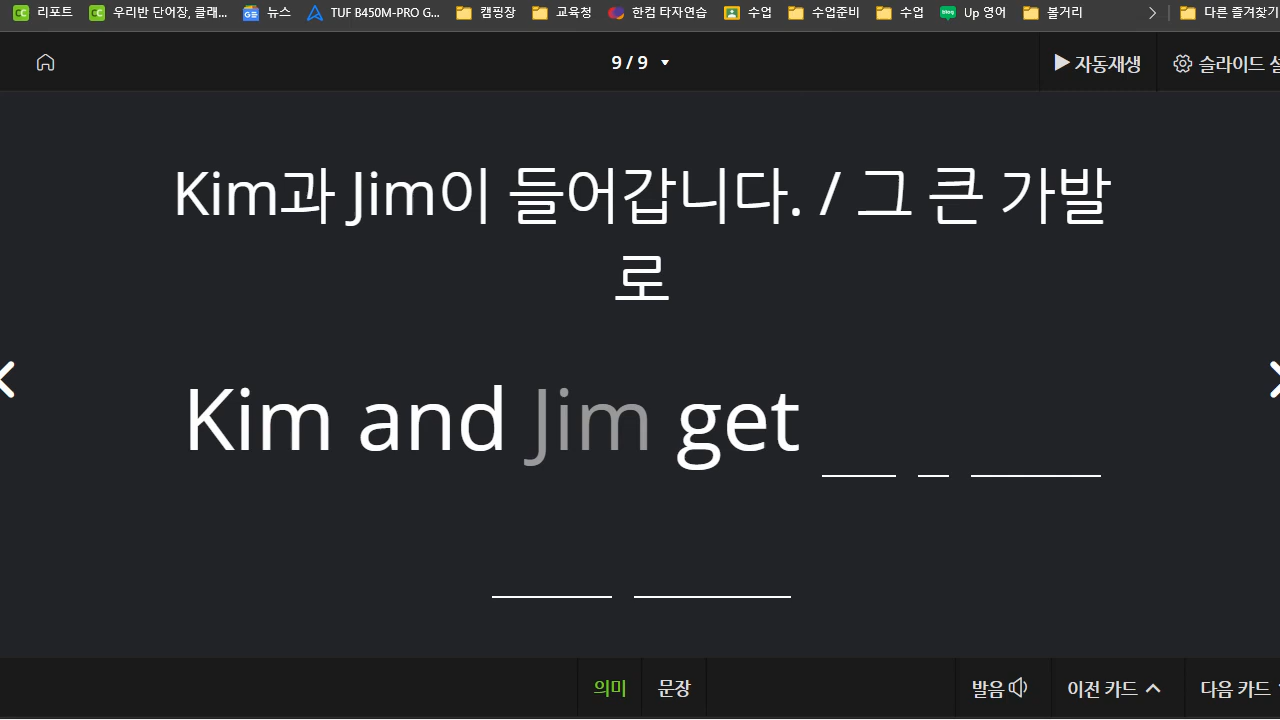 리포트 우리반 단어장, 클래... 뉴스 TUF B450M-PRO G... 캠핑장 교육청 한컴 타자연습 수업 수업준비 수업 Up 영어 볼거리 다른 즐겨찾기
9 / 9 자동재생 슬라이드 설
Kim과 Jim이 들어갑니다. / 그 큰 가발
로
Kim and Jim get
의미 문장 발음 이전 카드 다음 카드